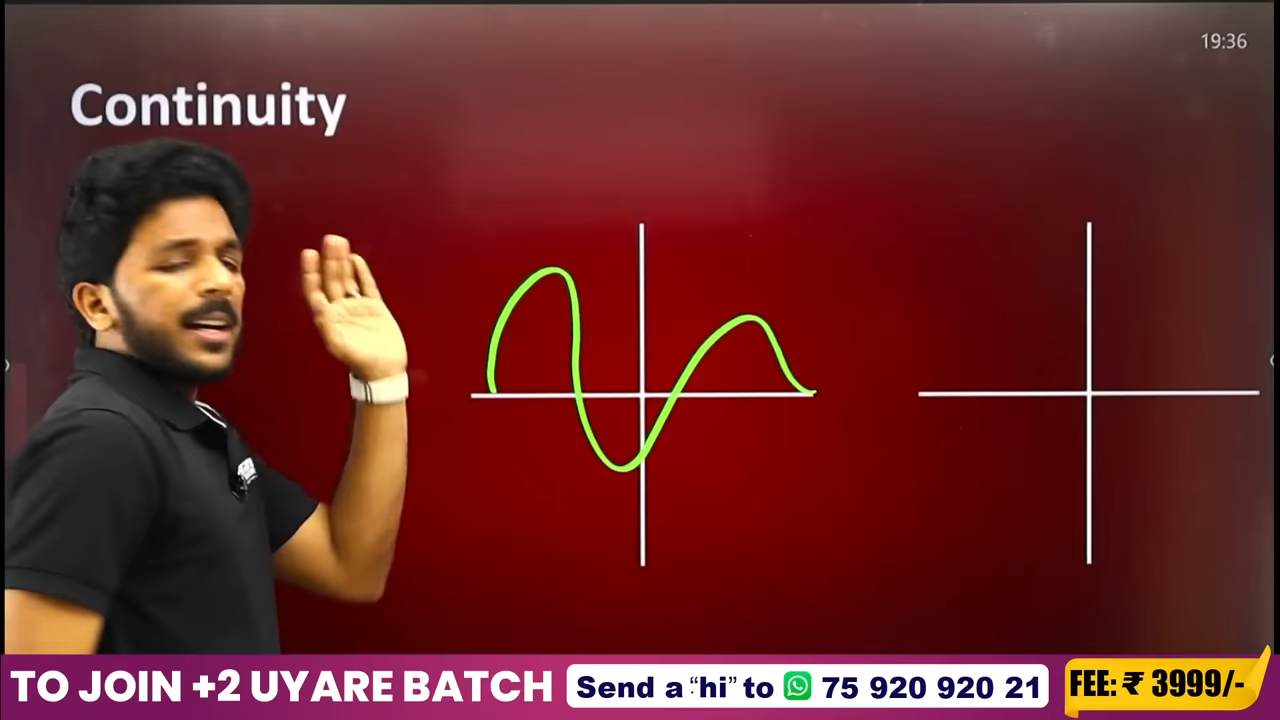 19:36
Continuity
TO JOIN +2 UYARE BATCH
Send a “hi” to 75 920 920 21
FEE: ₹ 3999/-